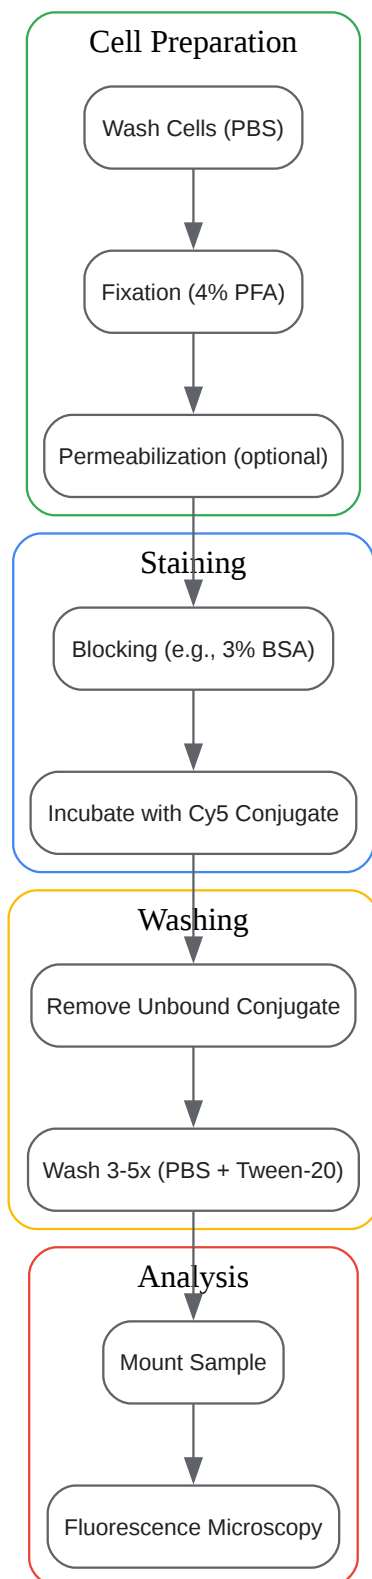 Cell Preparation
Wash Cells (PBS)
Fixation (4% PFA)
Permeabilization (optional)
Staining
Blocking (e.g., 3% BSA)
Incubate with Cy5 Conjugate
Washing
Remove Unbound Conjugate
Wash 3-5x (PBS + Tween-20)
Analysis
Mount Sample
Fluorescence Microscopy